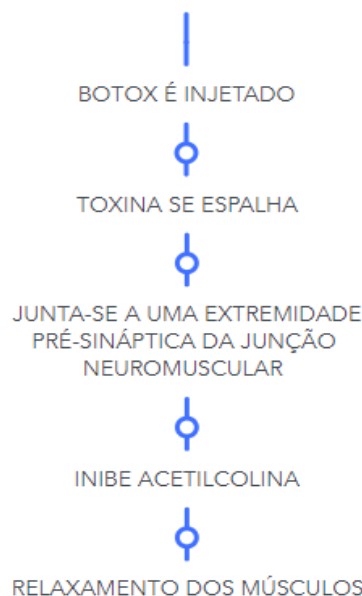 BOTOX É INJETADO
TOXINA SE ESPALHA
JUNTA-SE A UMA EXTREMIDADE
PRÉ-SINÁPTICA DA JUNÇÃO
NEUROMUSCULAR
INIBE ACETILCOLINA
RELAXAMENTO DOS MÚSCULOS